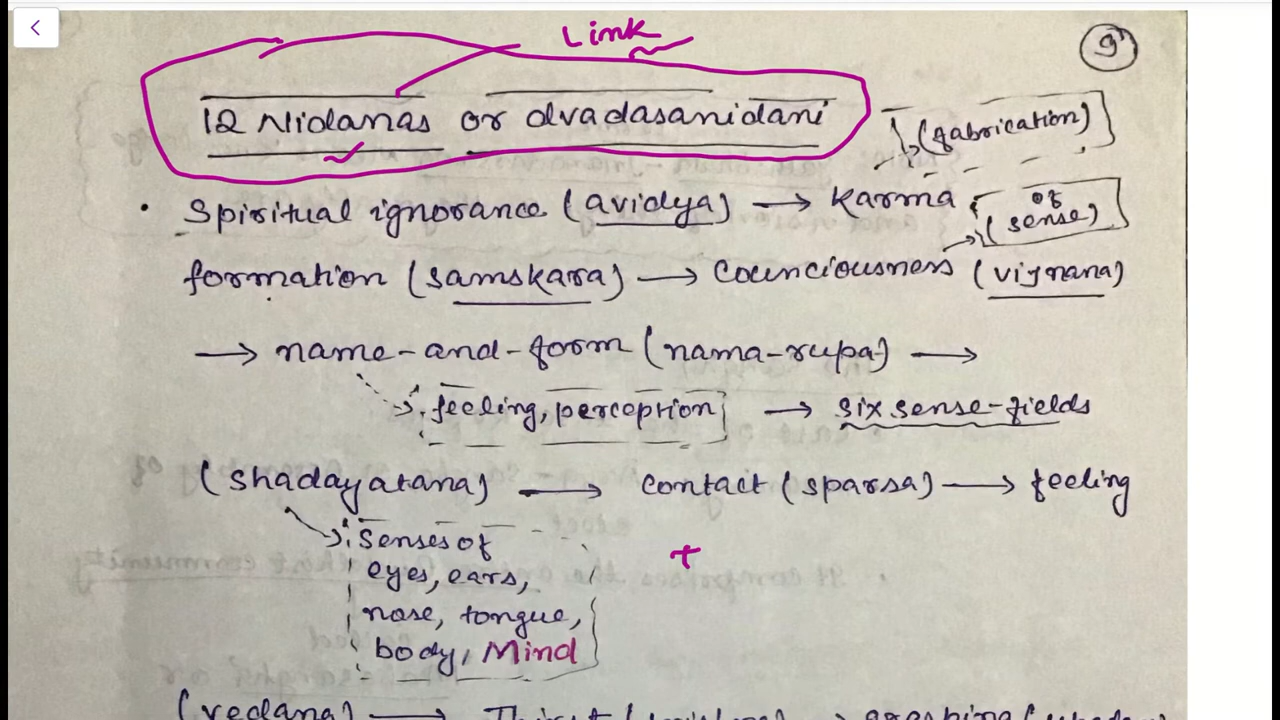 Link
9
12 Nidanas or dvadasanidani
(fabrication)
• Spiritual ignorance (avidya) → Karma
of
(sense)
formation (samskara) → counciousness (vijnana)
→ name-and-form (nama-rupa) →
feeling, perception → six sense-fields
(shadayatana) → contact (sparsa) → feeling
senses of
eyes, ears,
nose, tongue,
body, Mind
(vedana) → Thirst